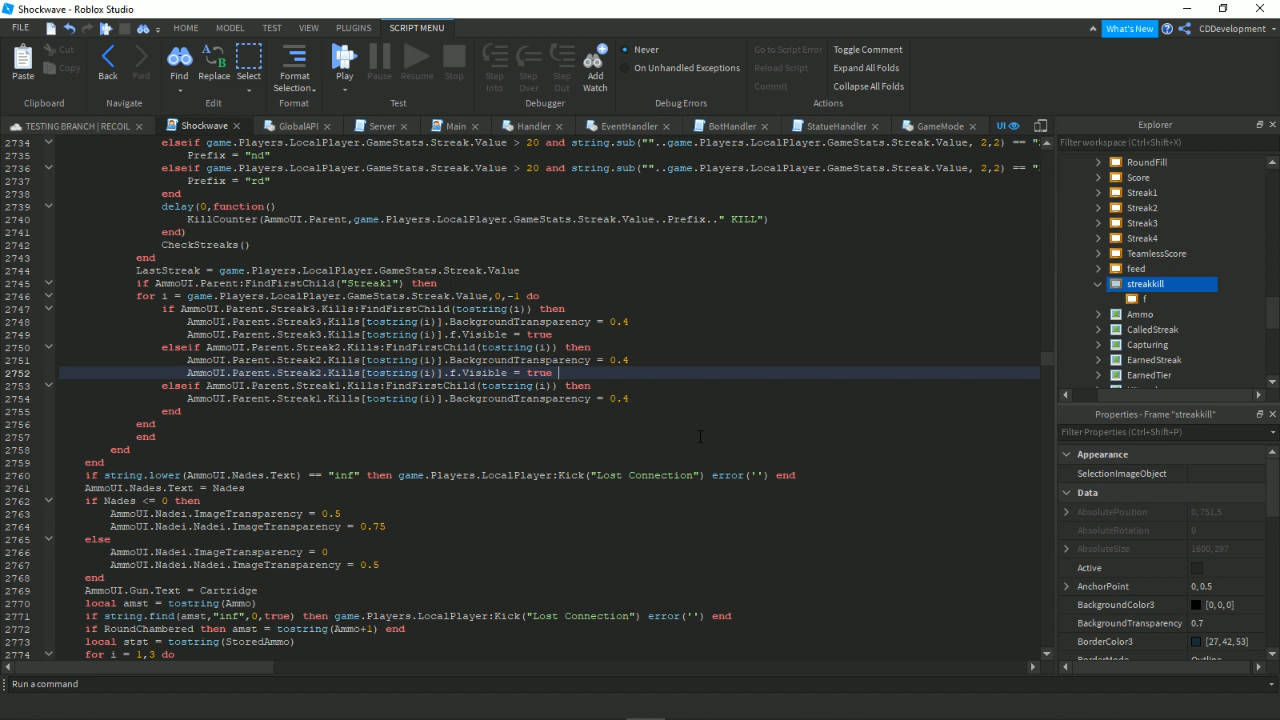 Shockwave - Roblox Studio
FILE HOME MODEL TEST VIEW PLUGINS SCRIPT MENU What's New CDDevelopment
Paste Cut Copy Back Fwd Find Replace Select Format Selection Play Pause Resume Stop Step Into Step Over Step Out Add Watch Never On Unhandled Exceptions Go to Script Error Reload Script Commit Toggle Comment Expand All Folds Collapse All Folds
Clipboard Navigate Edit Format Test Debugger Debug Errors Actions
TESTING BRANCH | RECOIL Shockwave GlobalAPI Server Main Handler EventHandler BotHandler StatueHandler GameMode UI
2734 elseif game.Players.LocalPlayer.GameStats.Streak.Value > 20 and string.sub(""..game.Players.LocalPlayer.GameStats.Streak.Value, 2,2) ==
2735 Prefix = "nd"
2736 elseif game.Players.LocalPlayer.GameStats.Streak.Value > 20 and string.sub(""..game.Players.LocalPlayer.GameStats.Streak.Value, 2,2) ==
2737 Prefix = "rd"
2738 end
2739 delay(0,function()
2740 KillCounter(AmmoUI.Parent,game.Players.LocalPlayer.GameStats.Streak.Value..Prefix.." KILL")
2741 end)
2742 CheckStreaks()
2743 end
2744 LastStreak = game.Players.LocalPlayer.GameStats.Streak.Value
2745 if AmmoUI.Parent:FindFirstChild("Streak1") then
2746 for i = game.Players.LocalPlayer.GameStats.Streak.Value,0,-1 do
2747 if AmmoUI.Parent.Streak3.Kills:FindFirstChild(tostring(i)) then
2748 AmmoUI.Parent.Streak3.Kills[tostring(i)].BackgroundTransparency = 0.4
2749 AmmoUI.Parent.Streak3.Kills[tostring(i)].f.Visible = true
2750 elseif AmmoUI.Parent.Streak2.Kills:FindFirstChild(tostring(i)) then
2751 AmmoUI.Parent.Streak2.Kills[tostring(i)].BackgroundTransparency = 0.4
2752 AmmoUI.Parent.Streak2.Kills[tostring(i)].f.Visible = true
2753 elseif AmmoUI.Parent.Streak1.Kills:FindFirstChild(tostring(i)) then
2754 AmmoUI.Parent.Streak1.Kills[tostring(i)].BackgroundTransparency = 0.4
2755 end
2756 end
2757 end
2758 end
2759 end
2760 if string.lower(AmmoUI.Nades.Text) == "inf" then game.Players.LocalPlayer:Kick("Lost Connection") error('') end
2761 AmmoUI.Nades.Text = Nades
2762 if Nades <= 0 then
2763 AmmoUI.Nadei.ImageTransparency = 0.5
2764 AmmoUI.Nadei.Nadei.ImageTransparency = 0.75
2765 else
2766 AmmoUI.Nadei.ImageTransparency = 0
2767 AmmoUI.Nadei.Nadei.ImageTransparency = 0.5
2768 end
2769 AmmoUI.Gun.Text = Cartridge
2770 local amst = tostring(Ammo)
2771 if string.find(amst,"inf",0,true) then game.Players.LocalPlayer:Kick("Lost Connection") error('') end
2772 if RoundChambered then amst = tostring(Ammo+1) end
2773 local stst = tostring(StoredAmmo)
2774 for i = 1,3 do
Run a command
Explorer
Filter workspace (Ctrl+Shift+X)
RoundFill
Score
Streak1
Streak2
Streak3
Streak4
TeamlessScore
feed
streakkill
f
Ammo
CalledStreak
Capturing
EarnedStreak
EarnedTier
Properties - Frame "streakkill"
Filter Properties (Ctrl+Shift+P)
Appearance
SelectionImageObject
Data
AbsolutePosition 0, 751.5
AbsoluteRotation 0
AbsoluteSize 1600, 297
Active
AnchorPoint 0, 0.5
BackgroundColor3 [0, 0, 0]
BackgroundTransparency 0.7
BorderColor3 [27, 42, 53]
BorderMode Outline